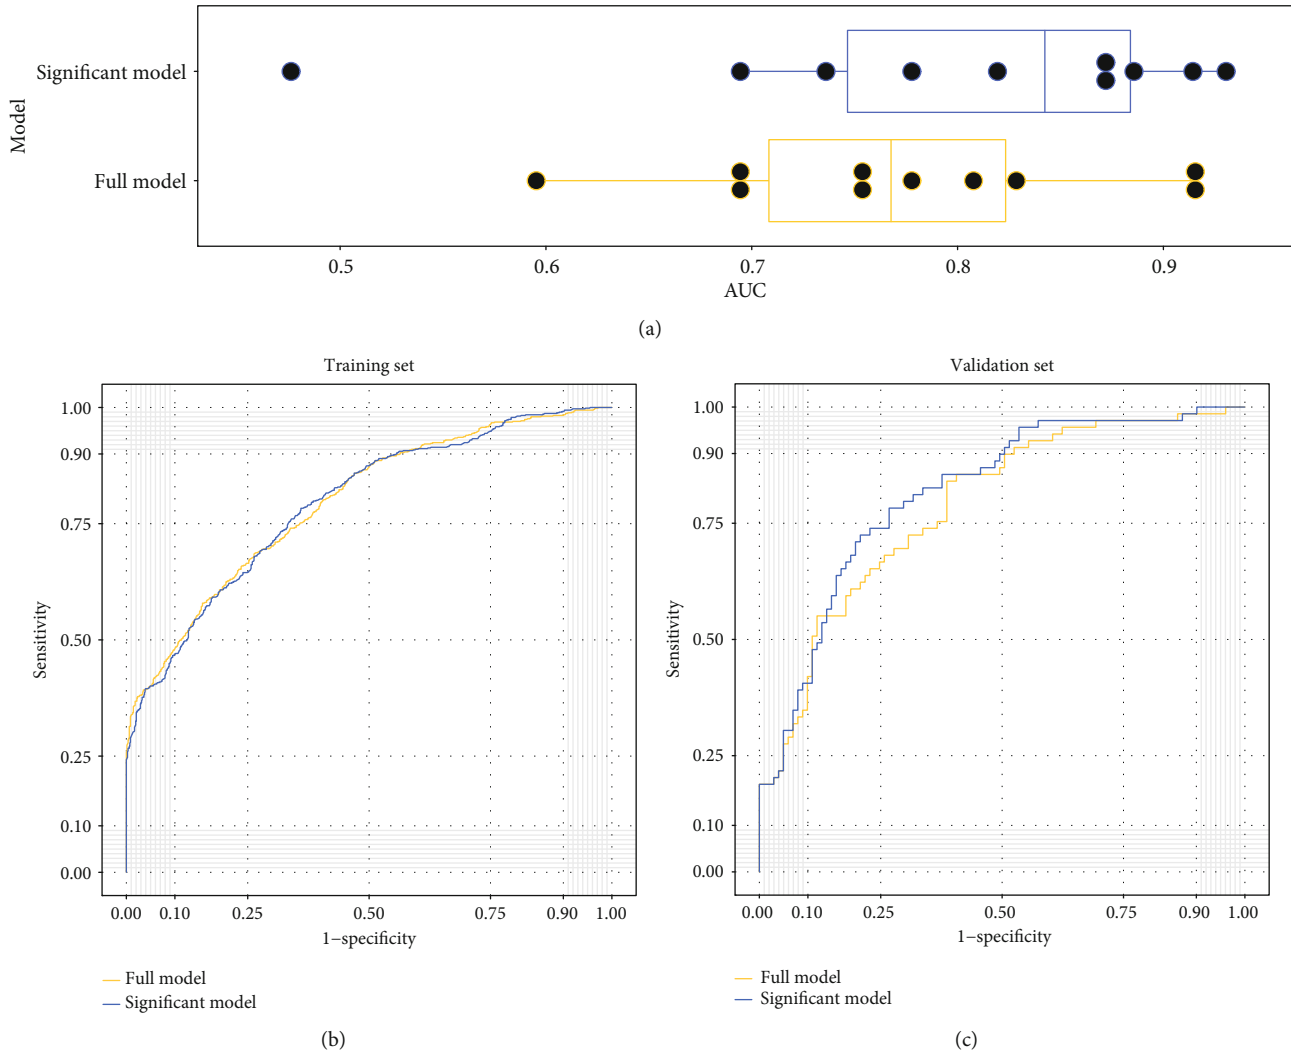 Model
Significant model
Full model
0.5 0.6 0.7 0.8 0.9
AUC
(a)
Training set
Sensitivity
1.00
0.90
0.75
0.50
0.25
0.10
0.00
0.00 0.10 0.25 0.50 0.75 0.90 1.00
1−specificity
Full model
Significant model
(b)
Validation set
Sensitivity
1.00
0.90
0.75
0.50
0.25
0.10
0.00
0.00 0.10 0.25 0.50 0.75 0.90 1.00
1−specificity
Full model
Significant model
(c)